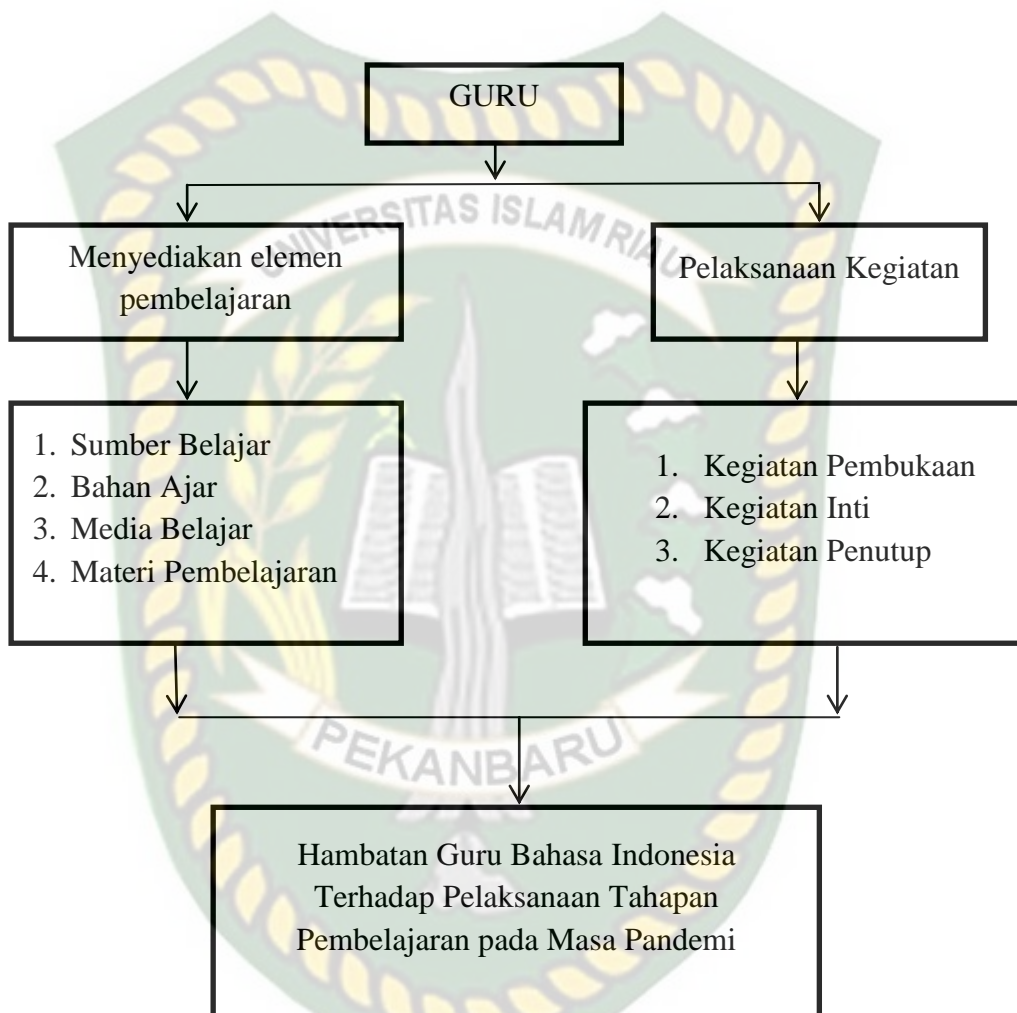 GURU
UNIVERSITAS ISLAM RIAU
Menyediakan elemen
pembelajaran
Pelaksanaan Kegiatan
1. Sumber Belajar
2. Bahan Ajar
3. Media Belajar
4. Materi Pembelajaran
1. Kegiatan Pembukaan
2. Kegiatan Inti
3. Kegiatan Penutup
PEKANBARU
Hambatan Guru Bahasa Indonesia
Terhadap Pelaksanaan Tahapan
Pembelajaran pada Masa Pandemi